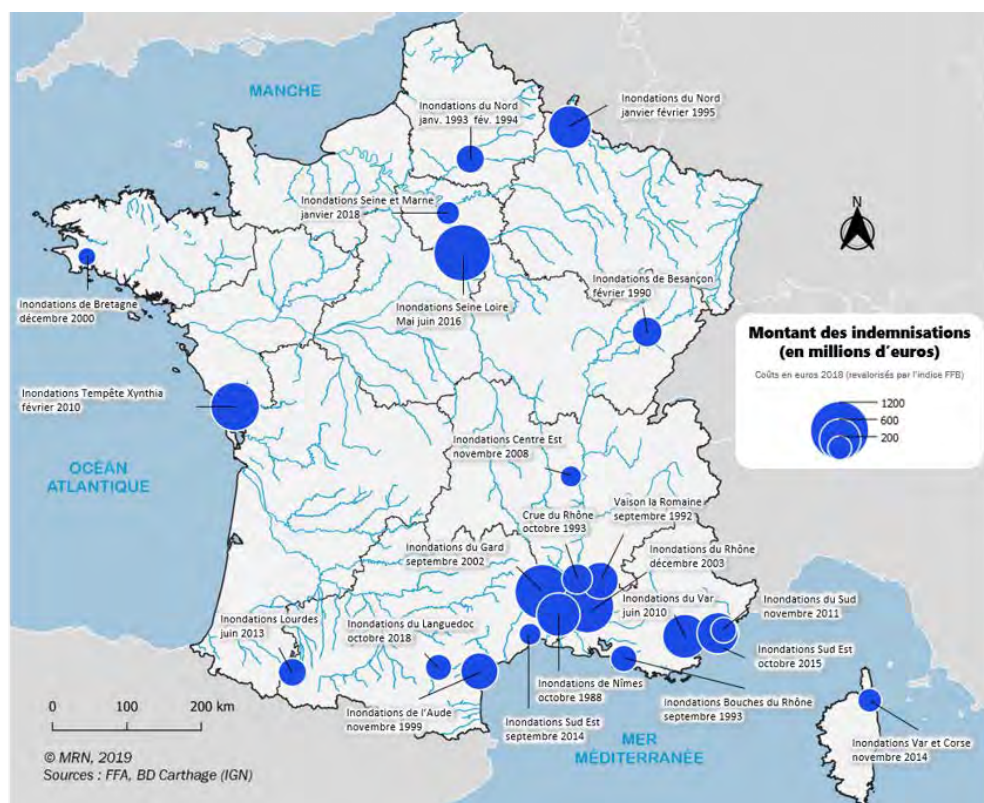 MANCHE
Inondations du Nord
janv. 1993 fév. 1994
Inondations du Nord
janvier février 1995
Inondations Seine et Marne
janvier 2018
N
Inondations de Bretagne
décembre 2000
Inondations Seine Loire
Mai juin 2016
Inondations de Besançon
février 1990
Montant des indemnisations
(en millions d'euros)
Coûts en euros 2018 (revalorisés par l'indice FFB)
1200
600
200
Inondations Tempête Xynthia
février 2010
OCÉAN
ATLANTIQUE
Inondations Centre Est
novembre 2008
Vaison la Romaine
septembre 1992
Crue du Rhône
octobre 1993
Inondations du Gard
septembre 2002
Inondations du Rhône
décembre 2003
Inondations du Var
juin 2010
Inondations du Sud
novembre 2011
Inondations Lourdes
juin 2013
Inondations du Languedoc
octobre 2018
Inondations Sud Est
octobre 2015
Inondations de Nîmes
octobre 1988
Inondations Bouches du Rhône
septembre 1993
Inondations de l'Aude
novembre 1999
Inondations Sud Est
septembre 2014
MER
MÉDITERRANÉE
Inondations Var et Corse
novembre 2014
0 100 200 km
© MRN, 2019
Sources : FFA, BD Carthage (IGN)